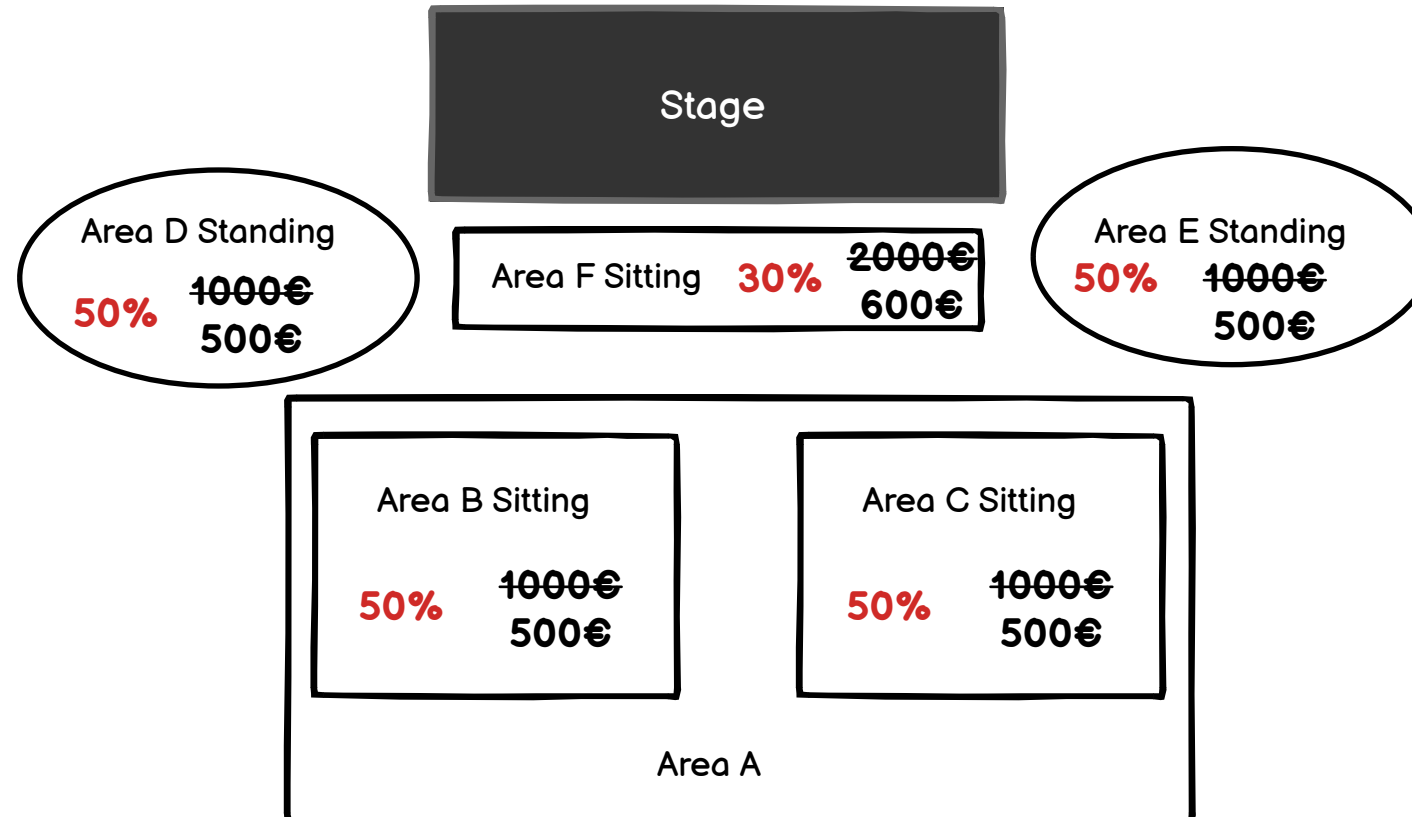 Stage
Area D Standing
50%
1000€
500€
Area F Sitting
30%
2000€
600€
Area E Standing
50%
1000€
500€
Area B Sitting
50%
1000€
500€
Area C Sitting
50%
1000€
500€
Area A